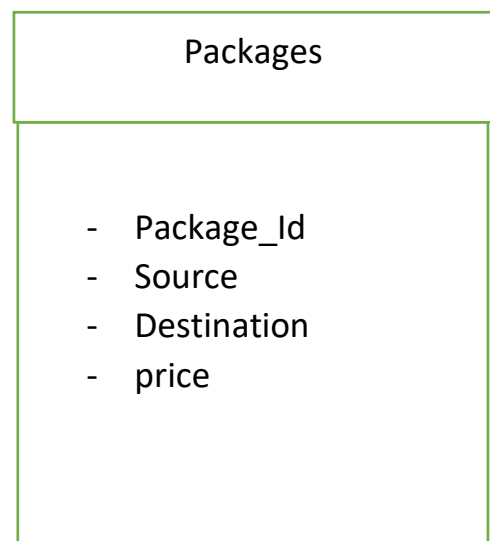 Packages
- Package_Id
- Source
- Destination
- price